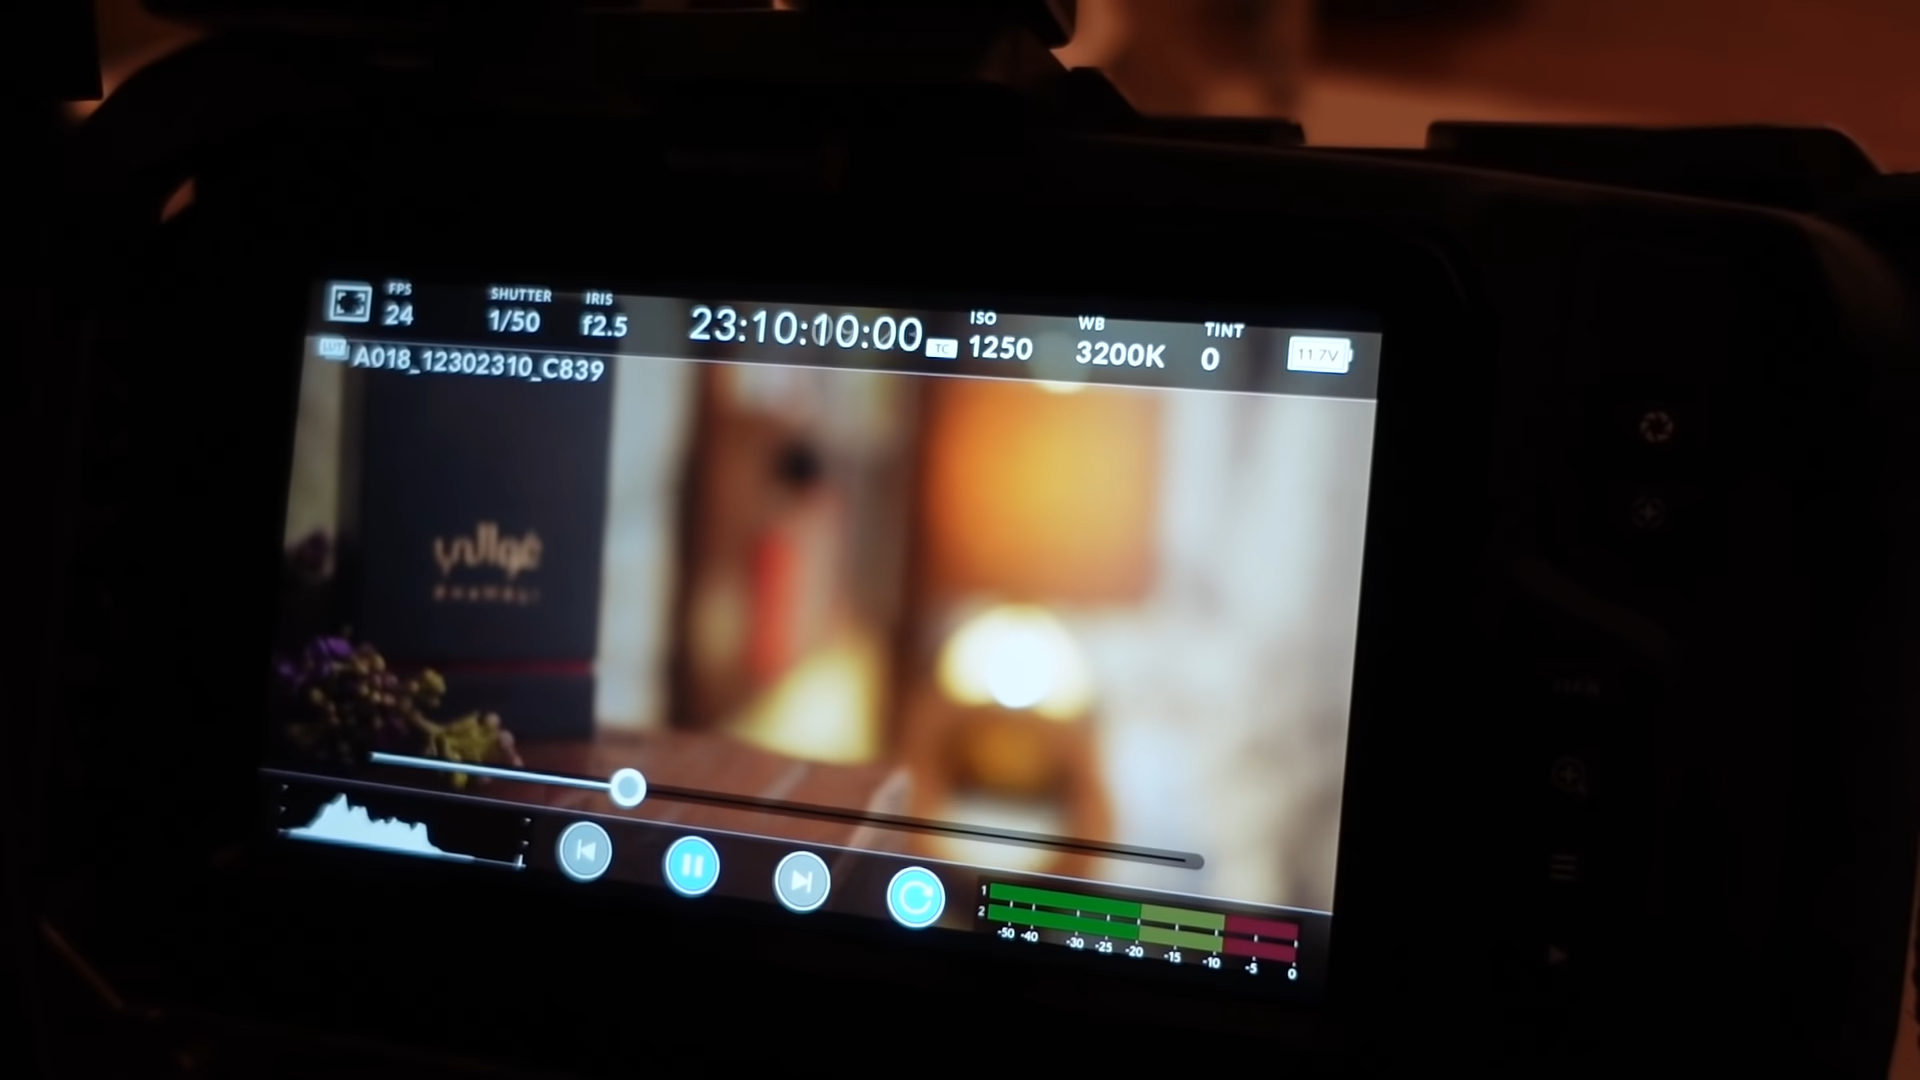 FPS SHUTTER IRIS ISO WB TINT
24 1/50 f2.5 23:10:10:00 TC 1250 3200K 0 11.7V
LUT A018_12302310_C839
غوالي
1
2
-50 -40 -30 -25 -20 -15 -10 -5 0